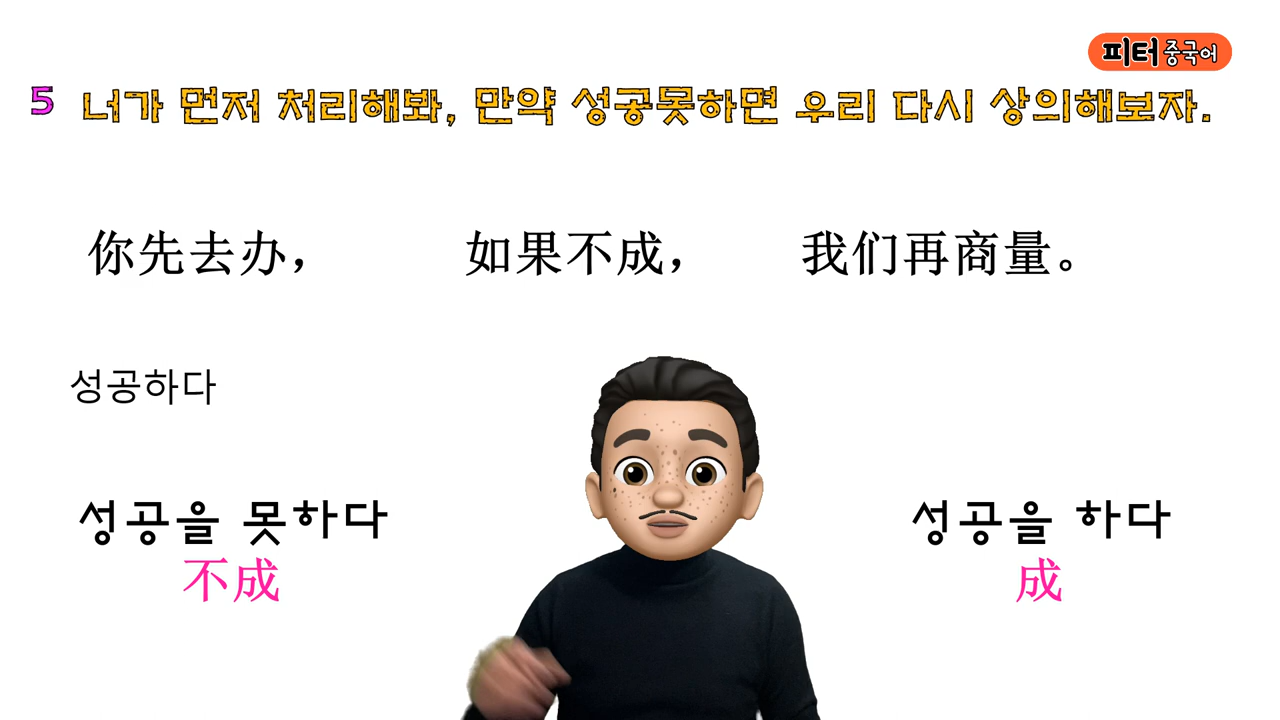 피터 중국어
5 너가 먼저 처리해봐, 만약 성공못하면 우리 다시 상의해보자.
你先去办， 如果不成， 我们再商量。
성공하다
성공을 못하다 성공을 하다
不成 成